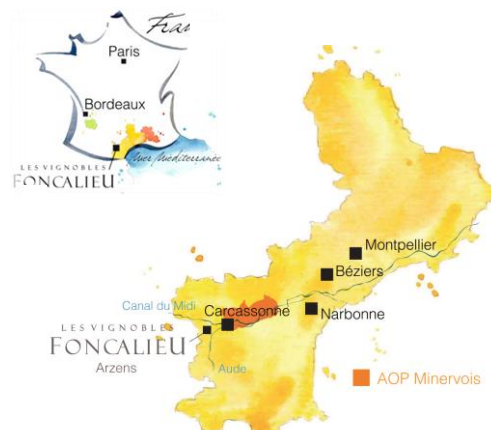 Paris
Bordeaux
Mer Méditerranée
LES VIGNOBLES
FONCALIEU
Montpellier
Béziers
Canal du Midi
Carcassonne
Narbonne
LES VIGNOBLES
FONCALIEU
Arzens
Aude
AOP Minervois